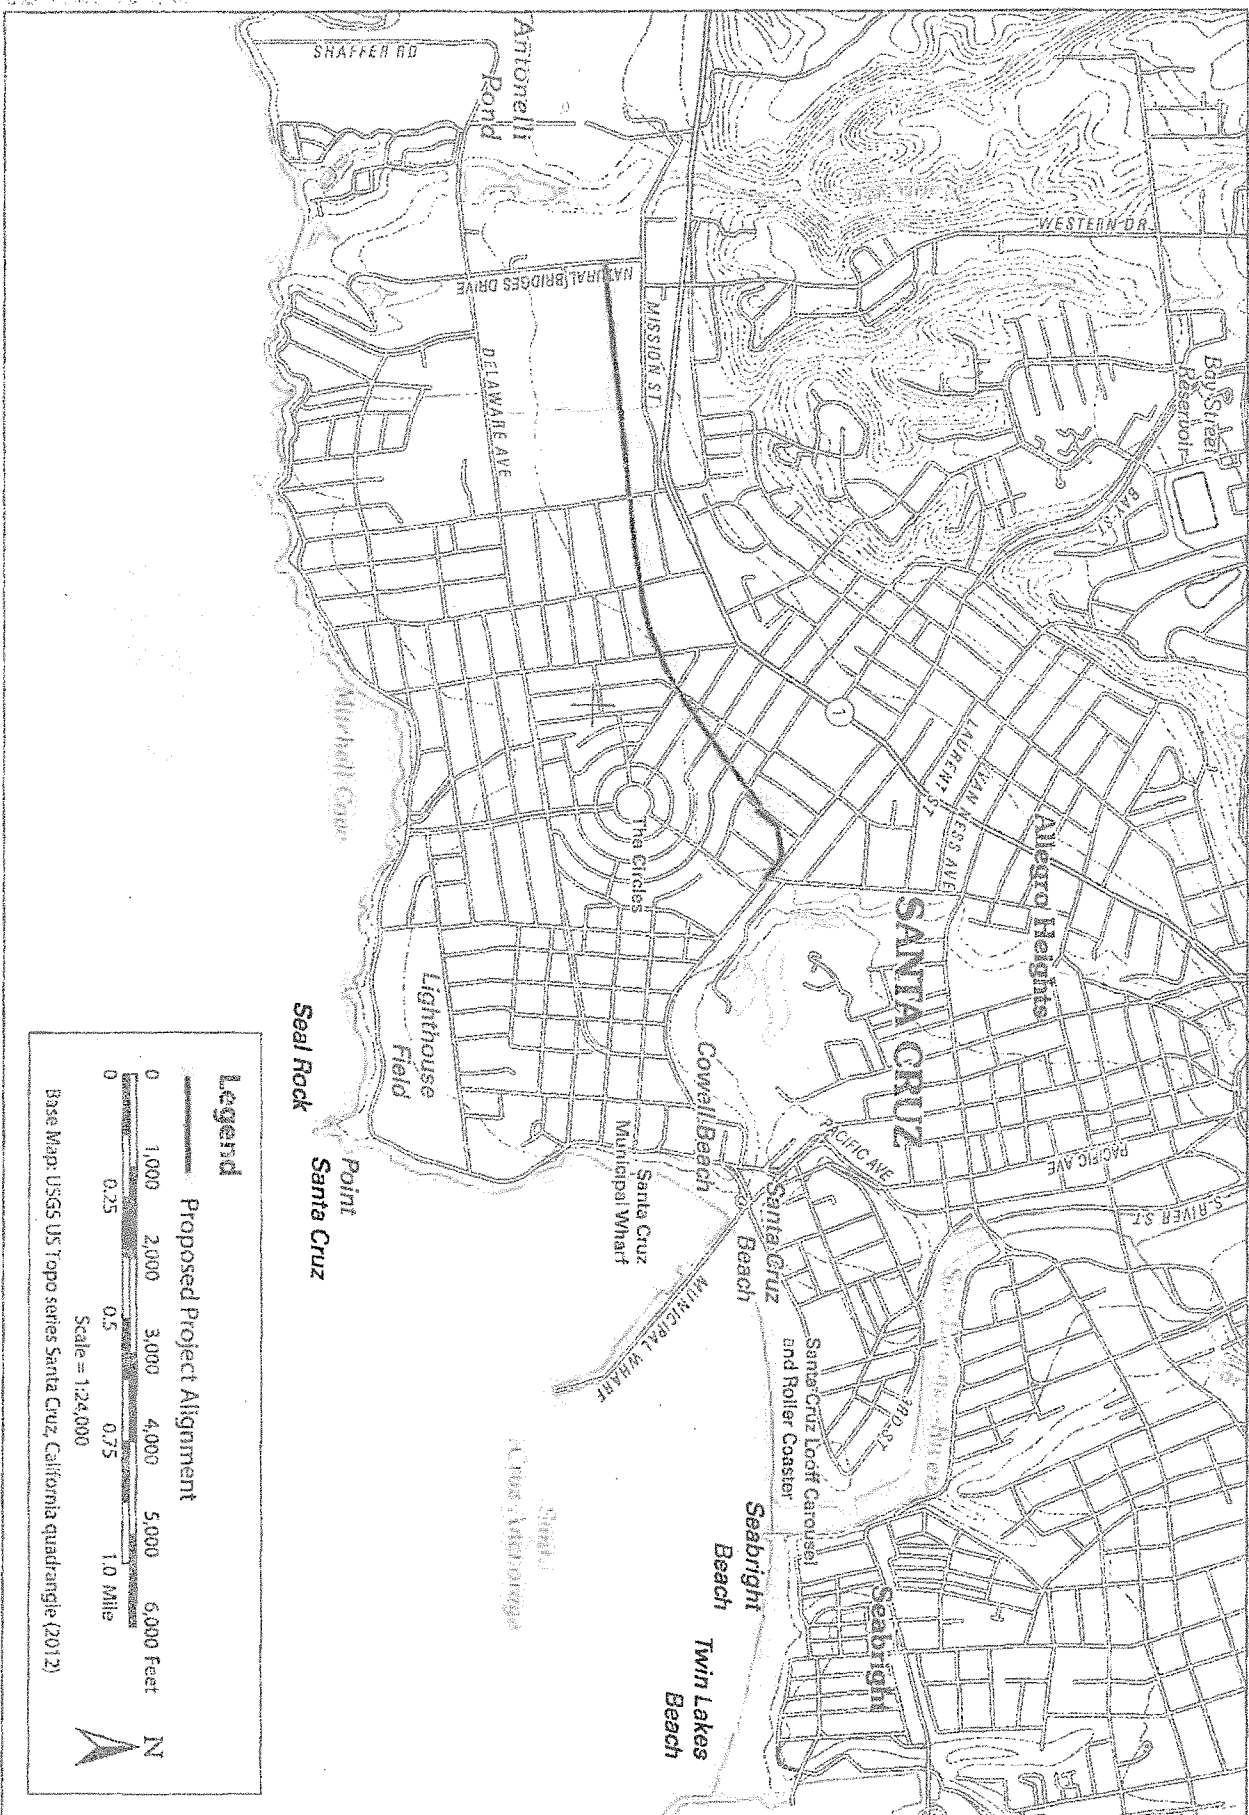 SHAFFER RD
Antonelli
Pond
WESTERN DR
NATURAL BRIDGES DRIVE
MISSION ST
DELAWARE AVE
Bay Street
Reservoir
BAY ST
1
LAURENT ST
VAN NESS AVE
Allegro Heights
SANTA CRUZ
The Circles
Mitchell Cove
Lighthouse
Field
Seal Rock
Point
Santa Cruz
Cowell Beach
Santa Cruz
Municipal Wharf
PACIFIC AVE
PACIFIC AVE
S. RIVER ST
Santa Cruz
Beach
MUNICIPAL WHARF
Santa Cruz Looff Carousel
and Roller Coaster
3RD ST
Seabright
Beach
Seabright
Twin Lakes
Beach
Legend
Proposed Project Alignment
0 1,000 2,000 3,000 4,000 5,000 6,000 Feet
0 0.25 0.5 0.75 1.0 Mile
Scale = 1:24,000
Base Map: USGS US Topo series Santa Cruz, California quadrangle (2012)
N